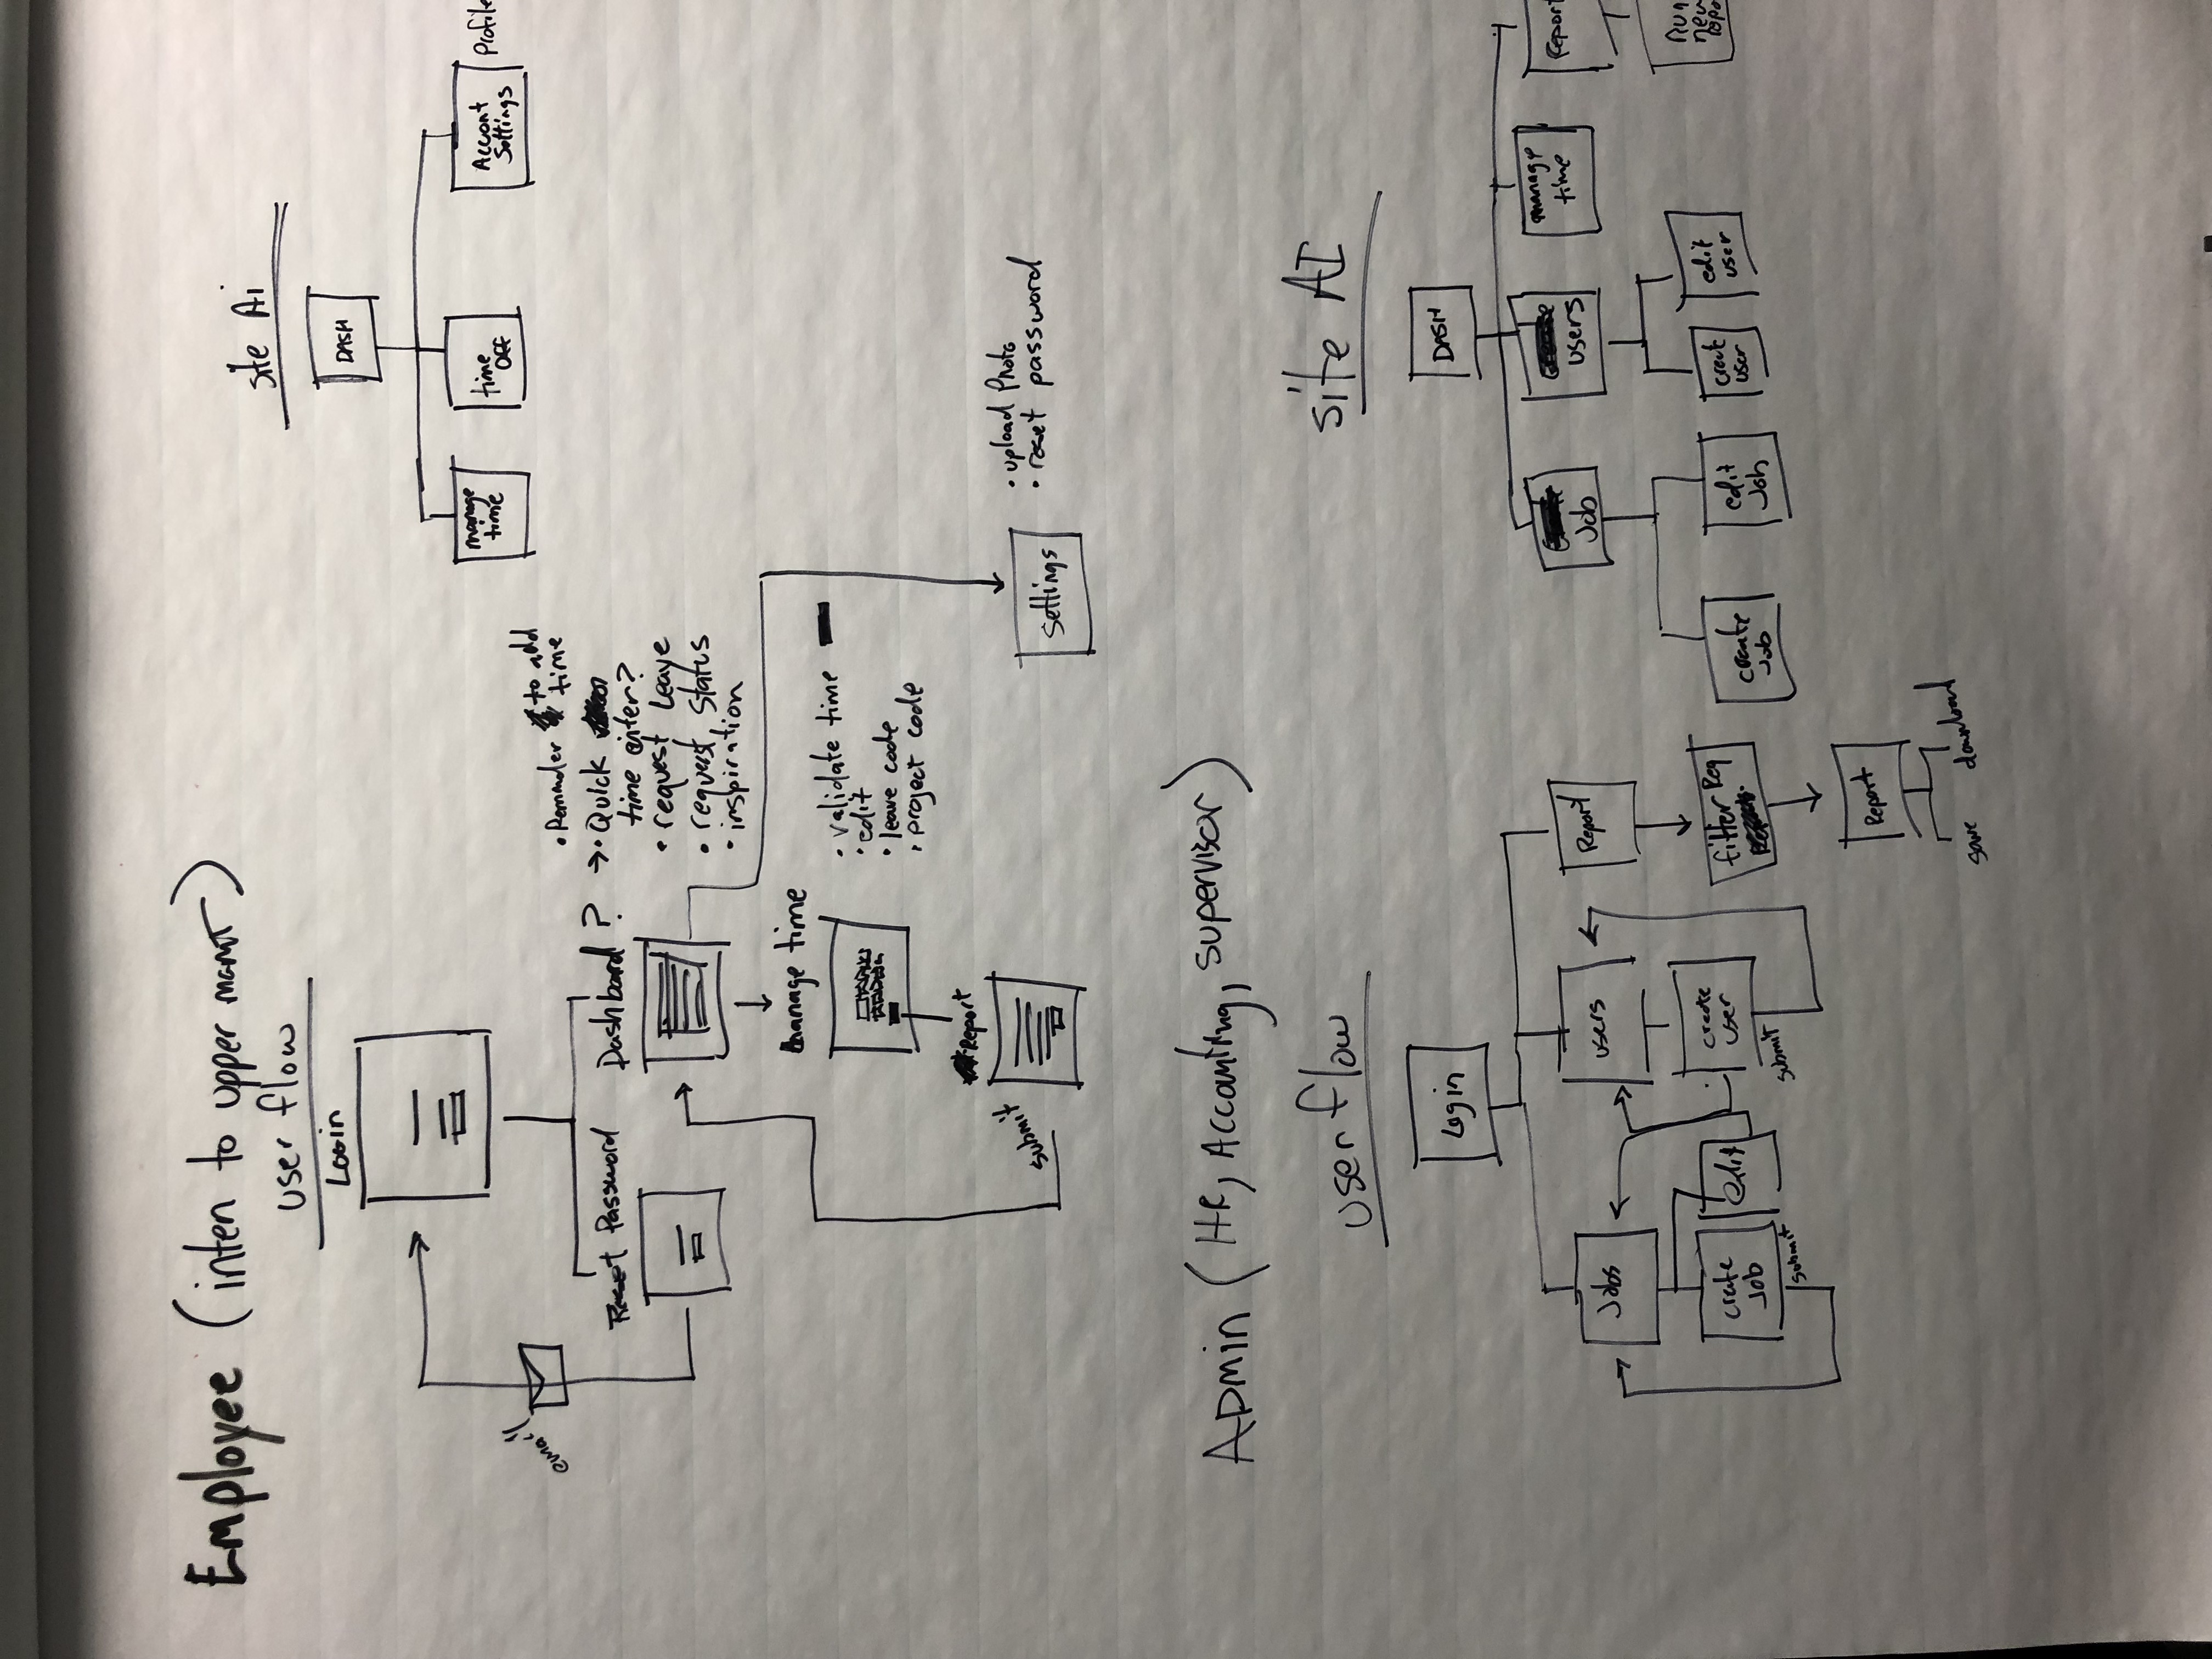 Employee (inten to upper mgmt)
user flow
Login
email
Reset Password
Dashboard ?
• Reminder to add
time
→• Quick
time enter?
• request Leave
• request status
• inspiration
manage time
• validate time
• edit
• leave code
• project code
Report
submit
settings
• upload Photo
• reset password
site Ai
DASH
manage
time
time
Off
Account
Settings
Profile
Admin (HR, Accounting, supervisor)
user flow
Login
Jobs
users
Report
create
Job
edit
submit
create
user
submit
filter Req
Report
save
download
site AI
DASH
Job
users
manage
time
report
create
Job
edit
Job
create
user
edit
user
Run
new
repo